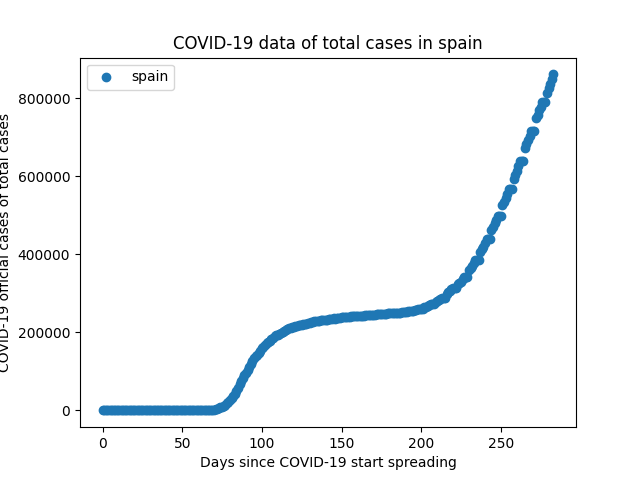 COVID-19 data of total cases in spain
spain
800000
600000
400000
200000
0
COVID-19 official cases of total cases
0 50 100 150 200 250
Days since COVID-19 start spreading